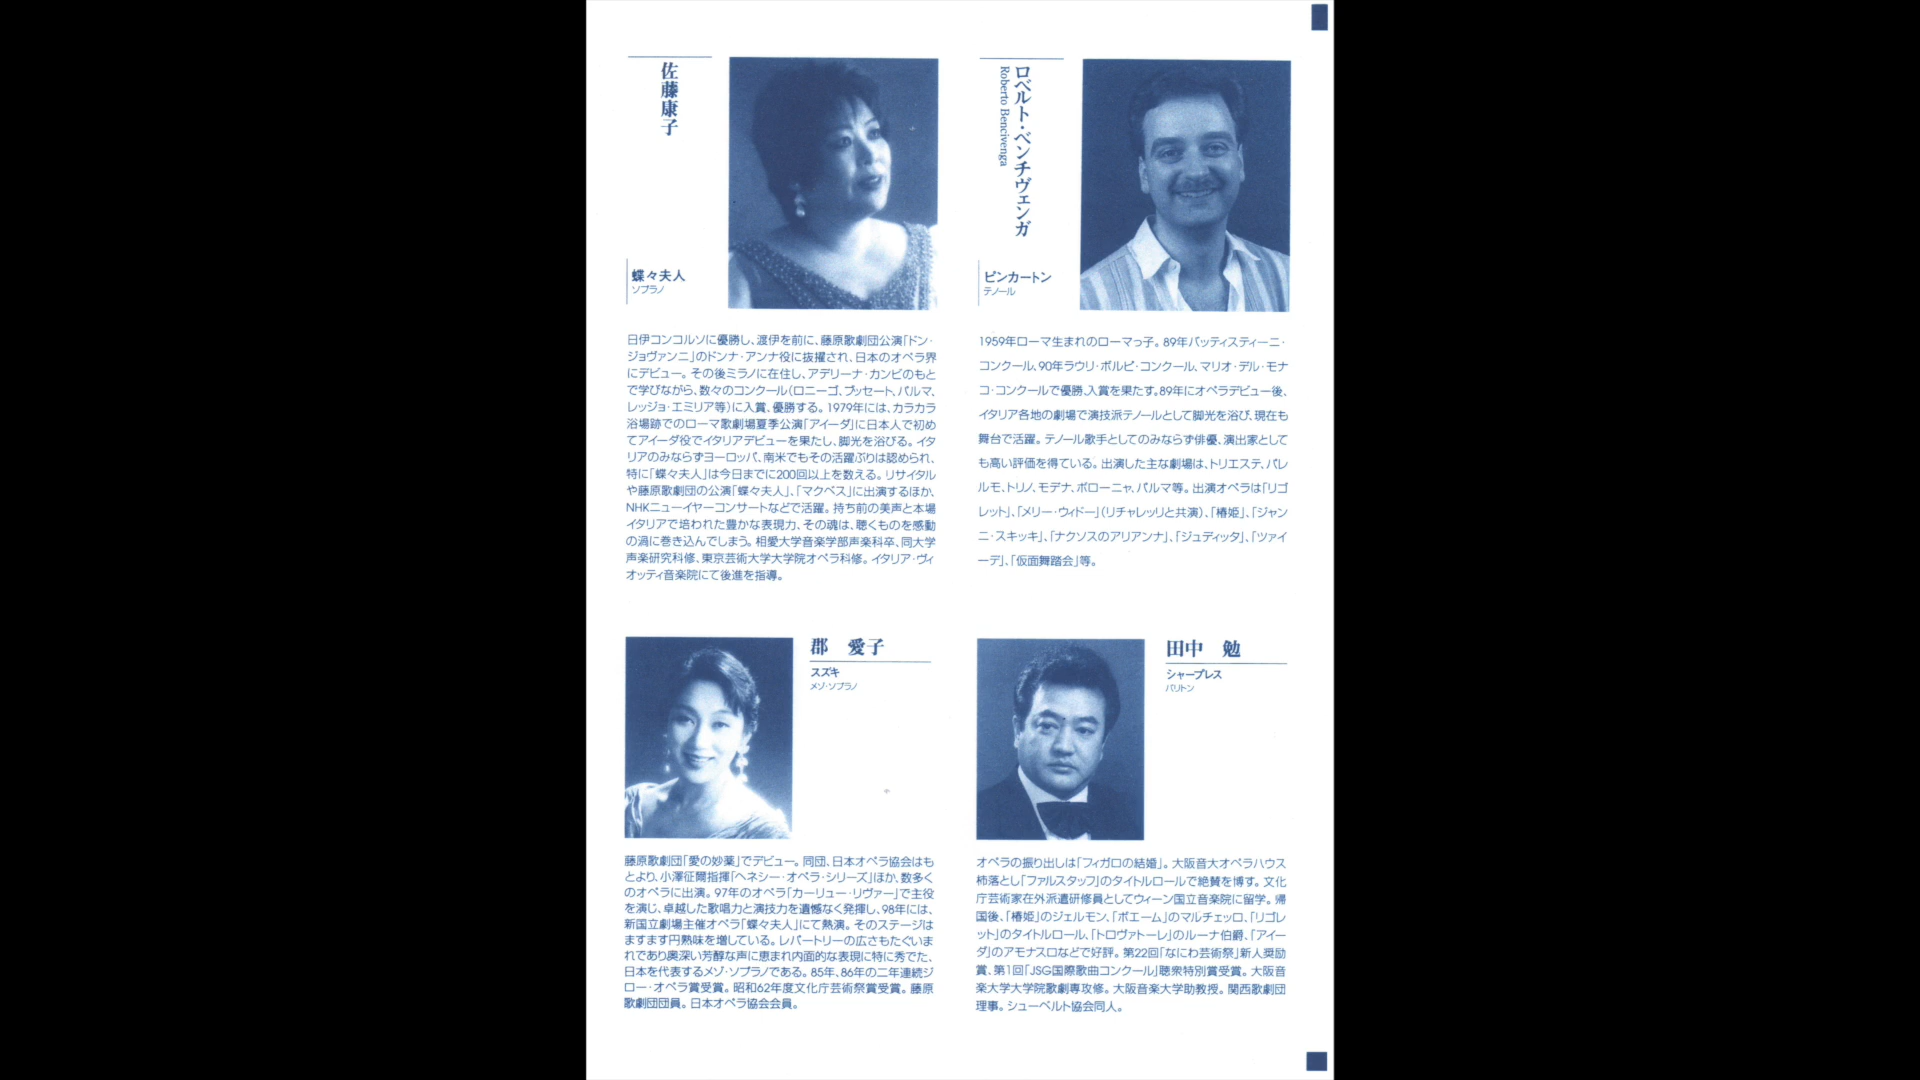 佐藤康子
蝶々夫人
ソプラノ
日伊コンコルソに優勝し、渡伊を前に、藤原歌劇団公演「ドン・
ジョヴァンニ」のドンナ・アンナ役に抜擢され、日本のオペラ界
にデビュー。その後ミラノに在住し、アデリーナ・カンビのもと
で学びながら、数々のコンクール（ロニーゴ、ブッセート、パルマ、
レッジョ・エミリア等）に入賞、優勝する。1979年には、カラカラ
浴場跡でのローマ歌劇場夏季公演「アイーダ」に日本人で初め
てアイーダ役でイタリアデビューを果たし、脚光を浴びる。イタ
リアのみならずヨーロッパ、南米でもその活躍ぶりは認められ、
特に「蝶々夫人」は今日までに200回以上を数える。リサイタル
や藤原歌劇団の公演「蝶々夫人」、「マクベス」に出演するほか、
NHKニューイヤーコンサートなどで活躍。持ち前の美声と本場
イタリアで培われた豊かな表現力、その魂は、聴くものを感動
の渦に巻き込んでしまう。相愛大学音楽学部声楽科卒、同大学
声楽研究科修、東京芸術大学大学院オペラ科修。イタリア・ヴィ
オッティ音楽院にて後進を指導。
ロベルト・ベンチヴェンガ
Roberto Bencivenga
ピンカートン
テノール
1959年ローマ生まれのローマっ子。89年バッティスティーニ・
コンクール、90年ラウリ・ボルピ・コンクール、マリオ・デル・モナ
コ・コンクールで優勝、入賞を果たす。89年にオペラデビュー後、
イタリア各地の劇場で演技派テノールとして脚光を浴び、現在も
舞台で活躍。テノール歌手としてのみならず俳優、演出家として
も高い評価を得ている。出演した主な劇場は、トリエステ、パレ
ルモ、トリノ、モデナ、ボローニャ、パルマ等。出演オペラは「リゴ
レット」、「メリー・ウィドー」（リチャレッリと共演）、「椿姫」、「ジャン
ニ・スキッキ」、「ナクソスのアリアンナ」、「ジュディッタ」、「ツァイ
ーデ」、「仮面舞踏会」等。
郡　愛子
スズキ
メゾ・ソプラノ
藤原歌劇団「愛の妙薬」でデビュー。同団、日本オペラ協会はも
とより、小澤征爾指揮「ヘネシー・オペラ・シリーズ」ほか、数多く
のオペラに出演。97年のオペラ「カーリュー・リヴァー」で主役
を演じ、卓越した歌唱力と演技力を遺憾なく発揮し、98年には、
新国立劇場主催オペラ「蝶々夫人」にて熱演。そのステージは
ますます円熟味を増している。レパートリーの広さもたぐいま
れであり奥深い芳醇な声に恵まれ内面的な表現に特に秀でた、
日本を代表するメゾ・ソプラノである。85年、86年の二年連続ジ
ロー・オペラ賞受賞。昭和62年度文化庁芸術祭賞受賞。藤原
歌劇団団員。日本オペラ協会会員。
田中　勉
シャープレス
バリトン
オペラの振り出しは「フィガロの結婚」。大阪音大オペラハウス
杮落とし「ファルスタッフ」のタイトルロールで絶賛を博す。文化
庁芸術家在外派遣研修員としてウィーン国立音楽院に留学。帰
国後、「椿姫」のジェルモン、「ボエーム」のマルチェッロ、「リゴレ
ット」のタイトルロール、「トロヴァトーレ」のルーナ伯爵、「アイー
ダ」のアモナスロなどで好評。第22回「なにわ芸術祭」新人奨励
賞、第1回「JSG国際歌曲コンクール」聴衆特別賞受賞。大阪音
楽大学大学院歌劇専攻修。大阪音楽大学助教授。関西歌劇団
理事。シューベルト協会同人。